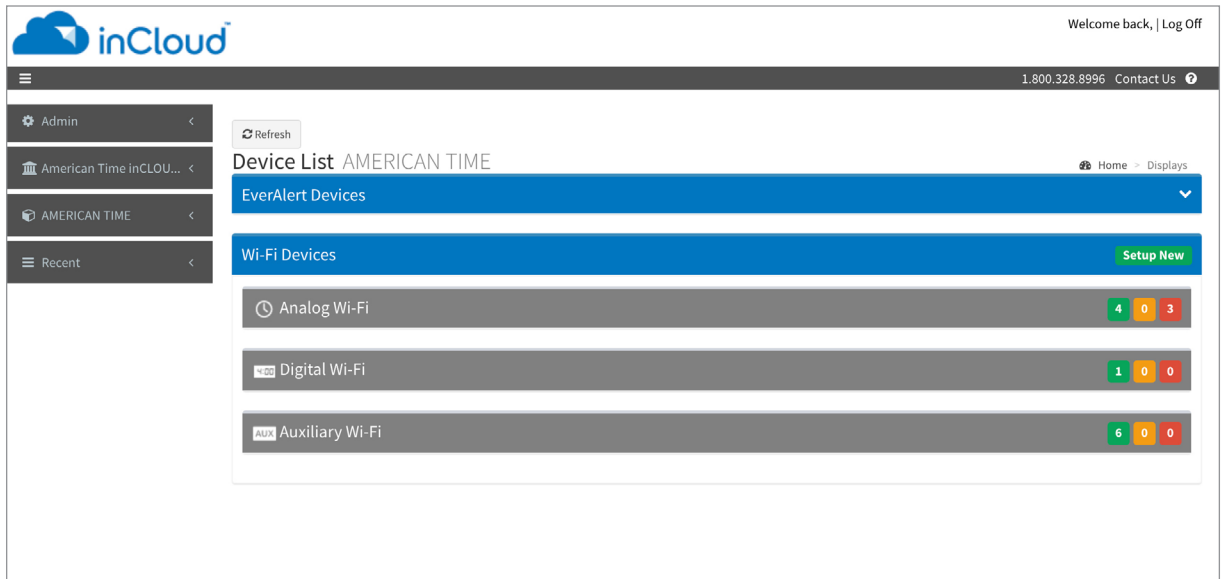 inCloud™
Welcome back, | Log Off
1.800.328.8996 Contact Us ?
Admin
American Time inCLOU...
AMERICAN TIME
Recent
Refresh
Device List AMERICAN TIME
Home > Displays
EverAlert Devices
Wi-Fi Devices
Setup New
Analog Wi-Fi
4 0 3
4:00 Digital Wi-Fi
1 0 0
AUX Auxiliary Wi-Fi
6 0 0